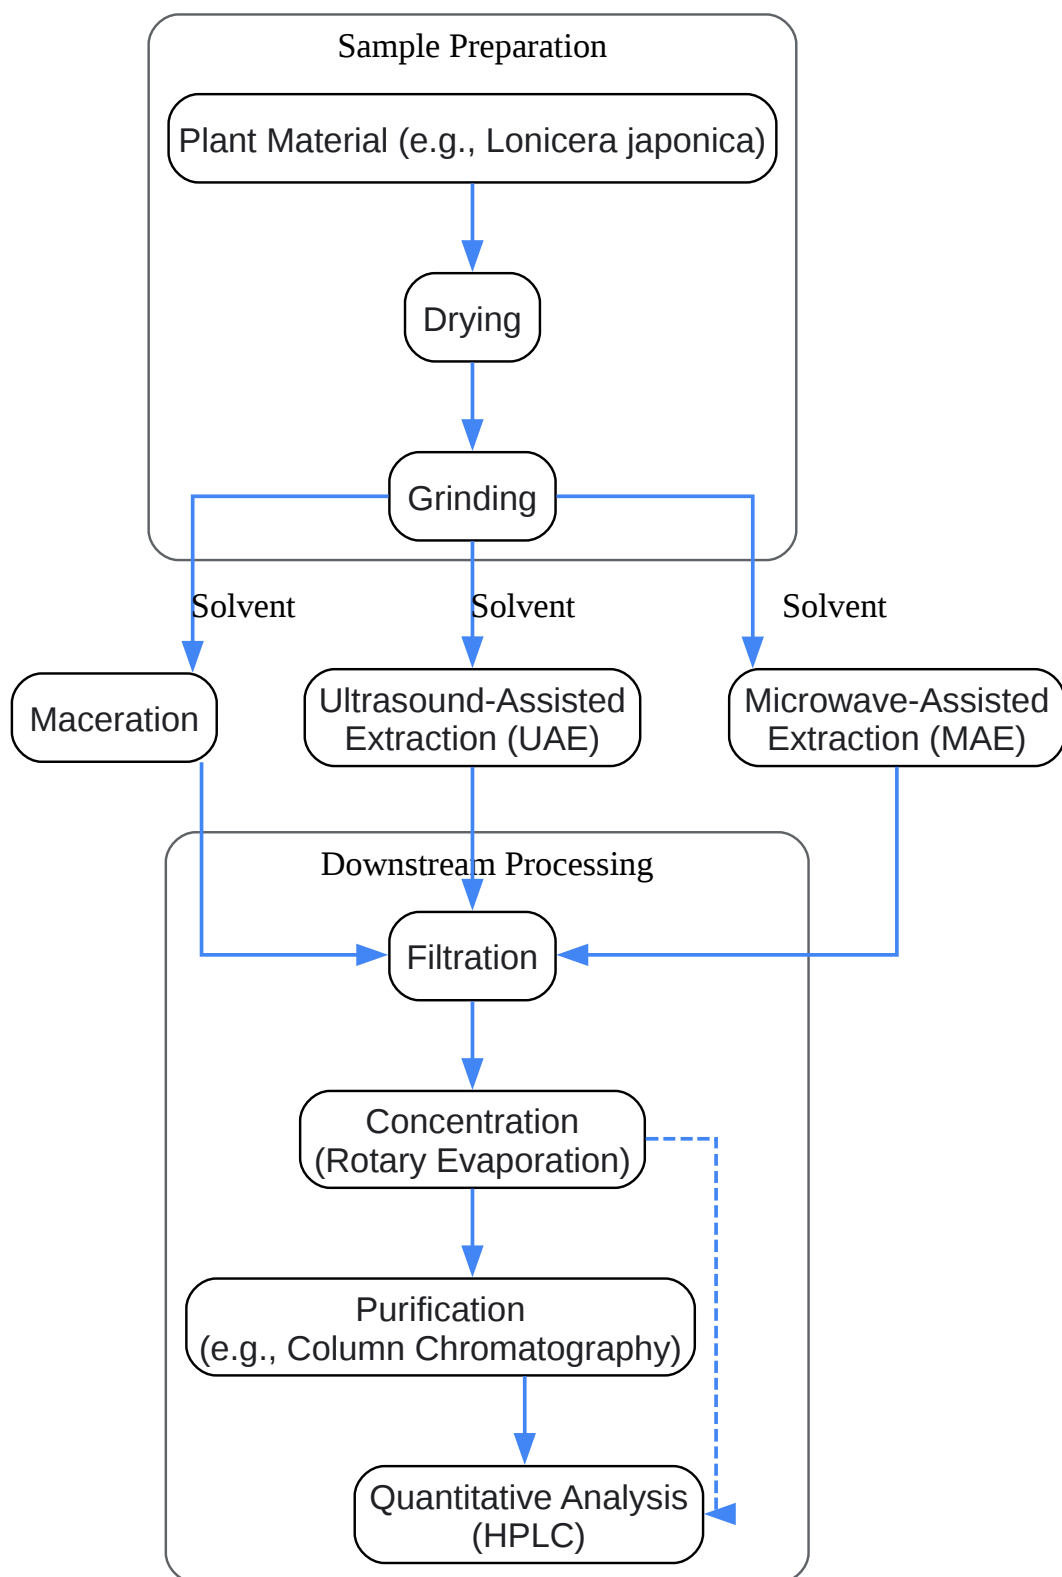 Sample Preparation
Plant Material (e.g., Lonicera japonica)
Drying
Grinding
Solvent
Solvent
Solvent
Maceration
Ultrasound-Assisted
Extraction (UAE)
Microwave-Assisted
Extraction (MAE)
Downstream Processing
Filtration
Concentration
(Rotary Evaporation)
Purification
(e.g., Column Chromatography)
Quantitative Analysis
(HPLC)